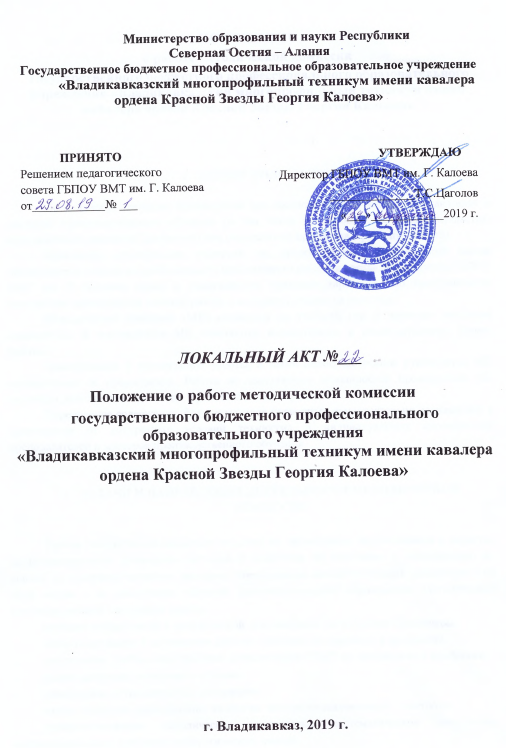 Министерство образования и науки Республики
Северная Осетия – Алания
Государственное бюджетное профессиональное образовательное учреждение
«Владикавказский многопрофильный техникум имени кавалера
ордена Красной Звезды Георгия Калоева»
ПРИНЯТО
Решением педагогического
совета ГБПОУ ВМТ им. Г. Калоева
от 29.08.19 № 1
УТВЕРЖДАЮ
Директор ГБПОУ ВМТ им. Г. Калоева
С.Цаголов
2019 г.
ЛОКАЛЬНЫЙ АКТ № 22
Положение о работе методической комиссии
государственного бюджетного профессионального
образовательного учреждения
«Владикавказский многопрофильный техникум имени кавалера
ордена Красной Звезды Георгия Калоева»
г. Владикавказ, 2019 г.